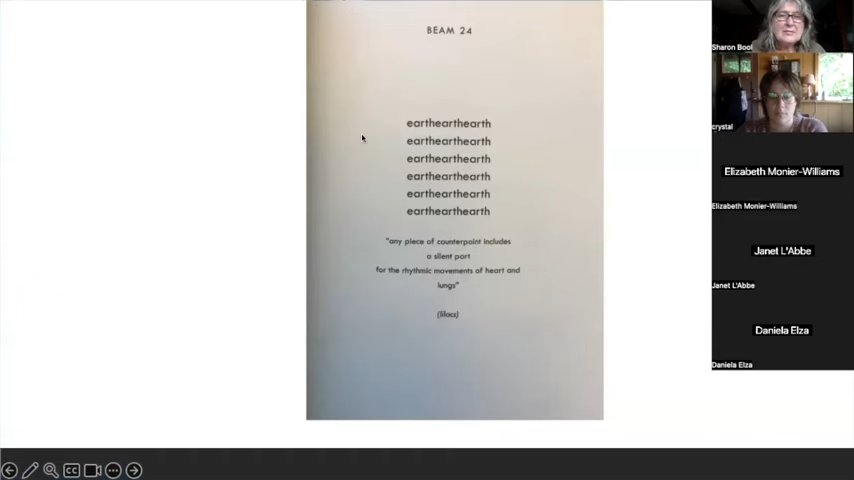 BEAM 24
earthearthearth
earthearthearth
earthearthearth
earthearthearth
earthearthearth
earthearthearth
"any piece of counterpoint includes
a silent part
for the rhythmic movements of heart and
lungs"
(lilacs)
Sharon Bool
crystal
Elizabeth Monier-Williams
Elizabeth Monier-Williams
Janet L'Abbe
Janet L'Abbe
Daniela Elza
Daniela Elza
CC